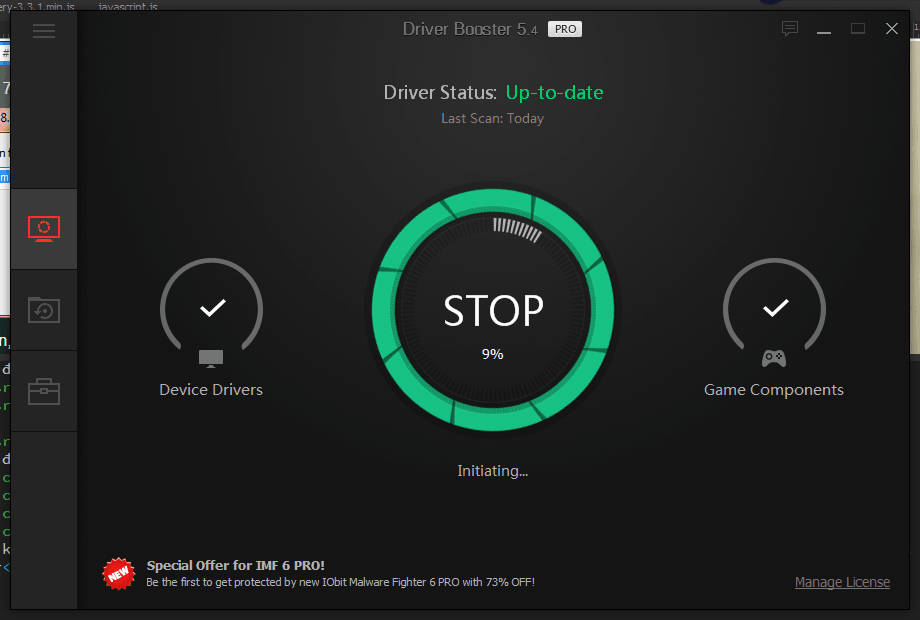 ery-3.3.1.min.js javascript.js
Driver Booster 5.4 PRO
Driver Status: Up-to-date
Last Scan: Today
STOP
9%
Device Drivers
Game Components
Initiating...
NEW
Special Offer for IMF 6 PRO!
Be the first to get protected by new IObit Malware Fighter 6 PRO with 73% OFF!
Manage License